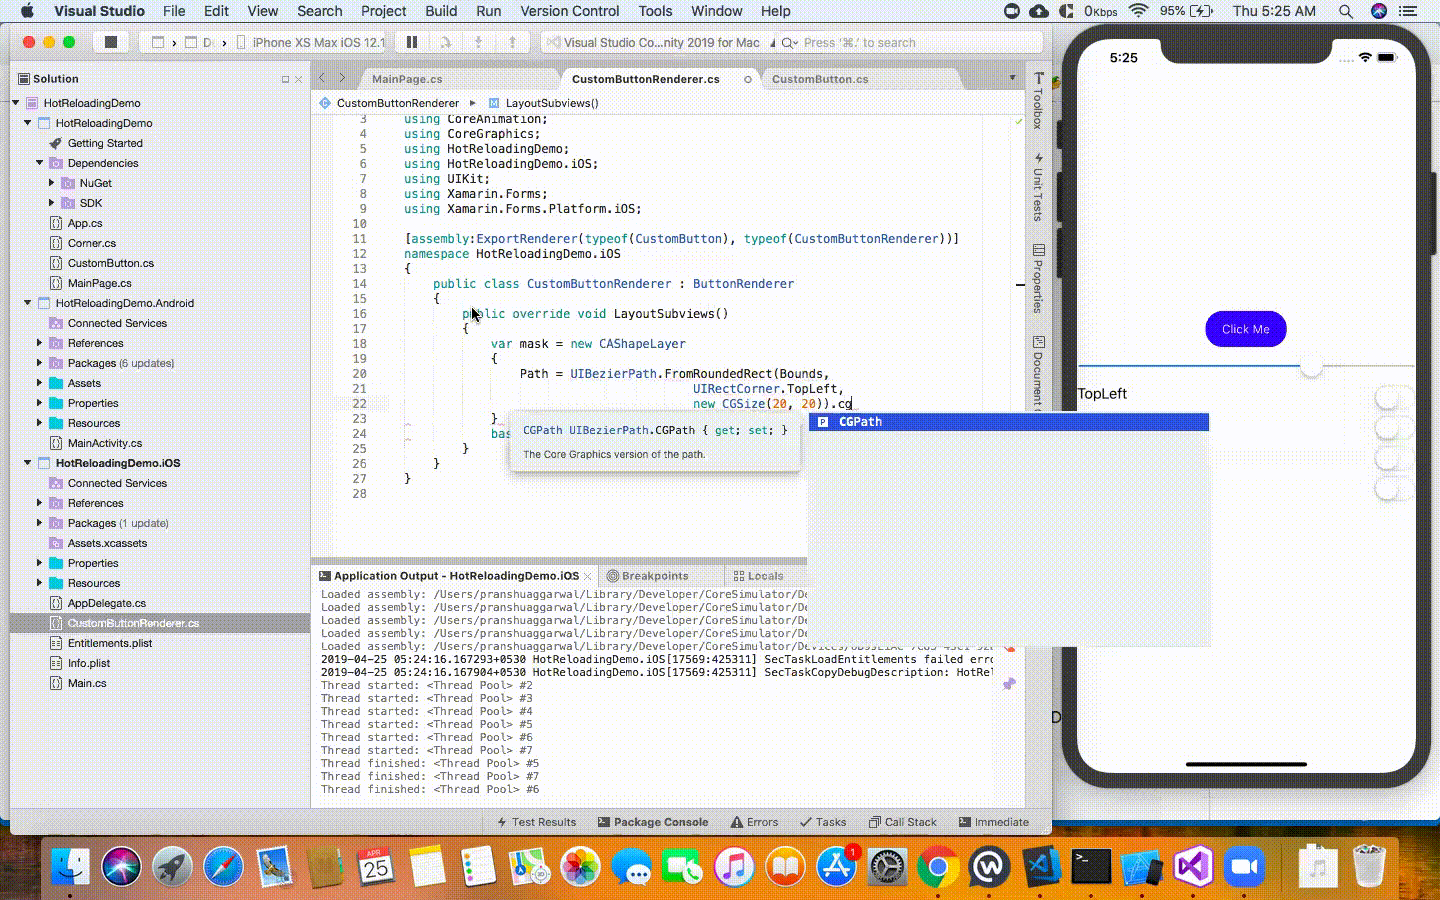 Visual Studio File Edit View Search Project Build Run Version Control Tools Window Help 0Kbps 95% Thu 5:25 AM
D: iPhone XS Max iOS 12.1 Visual Studio Co...nity 2019 for Mac Press '⌘.' to search
Solution
HotReloadingDemo
HotReloadingDemo
Getting Started
Dependencies
NuGet
SDK
App.cs
Corner.cs
CustomButton.cs
MainPage.cs
HotReloadingDemo.Android
Connected Services
References
Packages (6 updates)
Assets
Properties
Resources
MainActivity.cs
HotReloadingDemo.iOS
Connected Services
References
Packages (1 update)
Assets.xcassets
Properties
Resources
AppDelegate.cs
CustomButtonRenderer.cs
Entitlements.plist
Info.plist
Main.cs
MainPage.cs CustomButtonRenderer.cs CustomButton.cs
CustomButtonRenderer LayoutSubviews()
3 using CoreAnimation;
4 using CoreGraphics;
5 using HotReloadingDemo;
6 using HotReloadingDemo.iOS;
7 using UIKit;
8 using Xamarin.Forms;
9 using Xamarin.Forms.Platform.iOS;
10
11 [assembly:ExportRenderer(typeof(CustomButton), typeof(CustomButtonRenderer))]
12 namespace HotReloadingDemo.iOS
13 {
14 public class CustomButtonRenderer : ButtonRenderer
15 {
16 public override void LayoutSubviews()
17 {
18 var mask = new CAShapeLayer
19 {
20 Path = UIBezierPath.FromRoundedRect(Bounds,
21 UIRectCorner.TopLeft,
22 new CGSize(20, 20)).cg
23 }
24 bas
25 }
26 }
27 }
28
CGPath UIBezierPath.CGPath { get; set; }
The Core Graphics version of the path.
P CGPath
Toolbox
Unit Tests
Properties
Document
Application Output - HotReloadingDemo.iOS Breakpoints Locals
Loaded assembly: /Users/pranshuaggarwal/Library/Developer/CoreSimulator/De
Loaded assembly: /Users/pranshuaggarwal/Library/Developer/CoreSimulator/De
Loaded assembly: /Users/pranshuaggarwal/Library/Developer/CoreSimulator/De
Loaded assembly: /Users/pranshuaggarwal/Library/Developer/CoreSimulator/De
Loaded assembly: /Users/pranshuaggarwal/Library/Developer/CoreSimulator/
2019-04-25 05:24:16.167293+0530 HotReloadingDemo.iOS[17569:425311] SecTaskLoadEntitlements failed erro
2019-04-25 05:24:16.167904+0530 HotReloadingDemo.iOS[17569:425311] SecTaskCopyDebugDescription: HotRel
Thread started: <Thread Pool> #2
Thread started: <Thread Pool> #3
Thread started: <Thread Pool> #4
Thread started: <Thread Pool> #5
Thread started: <Thread Pool> #6
Thread started: <Thread Pool> #7
Thread finished: <Thread Pool> #5
Thread finished: <Thread Pool> #7
Thread finished: <Thread Pool> #6
Test Results Package Console Errors Tasks Call Stack Immediate
5:25
Click Me
TopLeft
D
APR
25
1